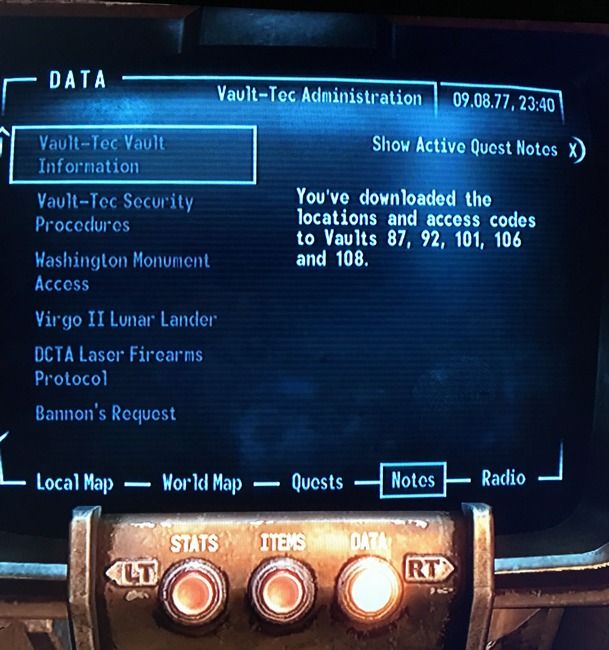 DATA
Vault-Tec Administration
09.08.77, 23:40
Show Active Quest Notes X)
Vault-Tec Vault
Information
Vault-Tec Security
Procedures
Washington Monument
Access
Virgo II Lunar Lander
DCTA Laser Firearms
Protocol
Bannon's Request
You've downloaded the
locations and access codes
to Vaults 87, 92, 101, 106
and 108.
Local Map
World Map
Quests
Notes
Radio
STATS
ITEMS
DATA
LT
RT